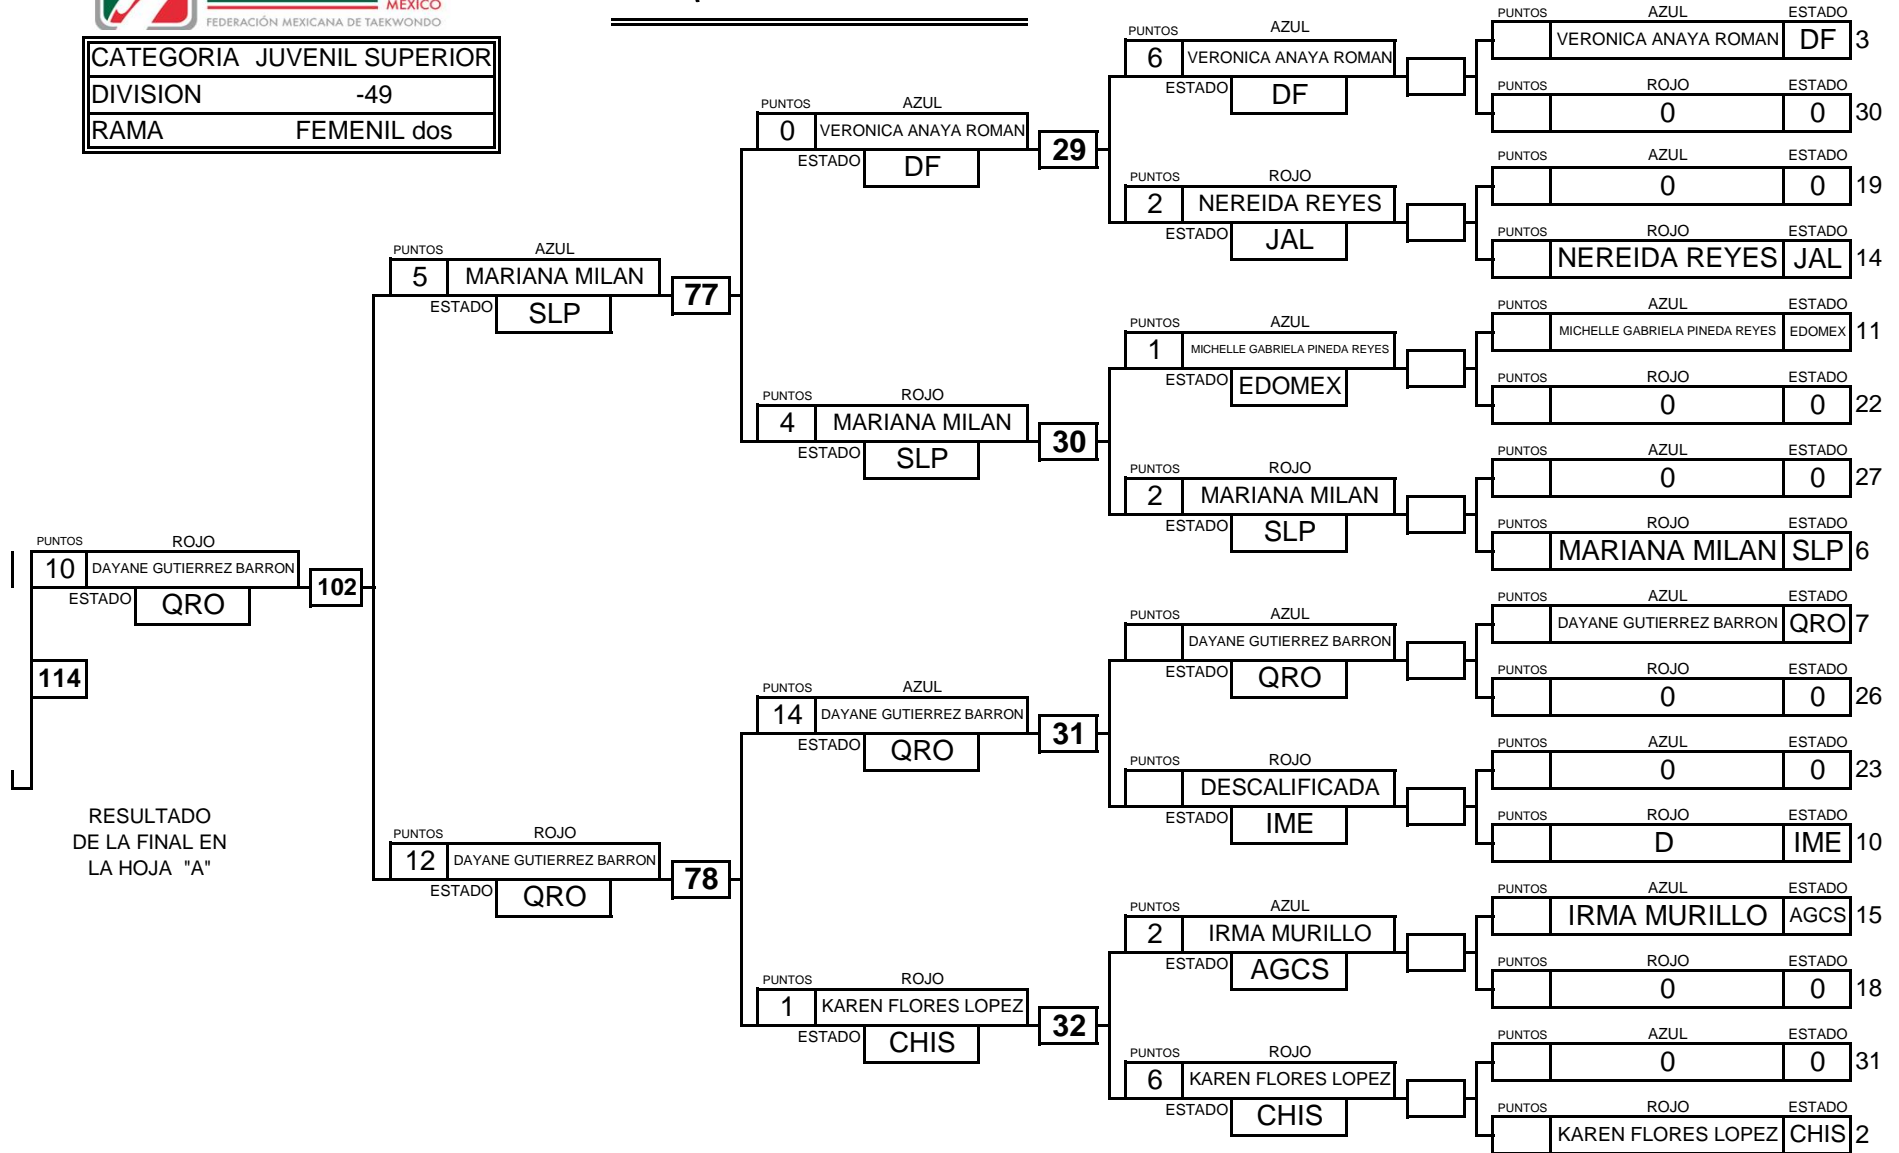 MEXICO
FEDERACIÓN MEXICANA DE TAEKWONDO
CATEGORIA JUVENIL SUPERIOR
DIVISION -49
RAMA FEMENIL dos
PUNTOS ROJO
10 DAYANE GUTIERREZ BARRON
ESTADO QRO
102
114
RESULTADO
DE LA FINAL EN
LA HOJA "A"
PUNTOS AZUL
5 MARIANA MILAN
ESTADO SLP
77
PUNTOS ROJO
12 DAYANE GUTIERREZ BARRON
ESTADO QRO
78
PUNTOS AZUL
0 VERONICA ANAYA ROMAN
ESTADO DF
29
PUNTOS ROJO
4 MARIANA MILAN
ESTADO SLP
30
PUNTOS AZUL
14 DAYANE GUTIERREZ BARRON
ESTADO QRO
31
PUNTOS ROJO
1 KAREN FLORES LOPEZ
ESTADO CHIS
32
PUNTOS AZUL
6 VERONICA ANAYA ROMAN
ESTADO DF
PUNTOS ROJO
2 NEREIDA REYES
ESTADO JAL
PUNTOS AZUL
1 MICHELLE GABRIELA PINEDA REYES
ESTADO EDOMEX
PUNTOS ROJO
2 MARIANA MILAN
ESTADO SLP
PUNTOS AZUL
DAYANE GUTIERREZ BARRON
ESTADO QRO
PUNTOS ROJO
DESCALIFICADA
ESTADO IME
PUNTOS AZUL
2 IRMA MURILLO
ESTADO AGCS
PUNTOS ROJO
6 KAREN FLORES LOPEZ
ESTADO CHIS
PUNTOS AZUL ESTADO
VERONICA ANAYA ROMAN DF 3
PUNTOS ROJO ESTADO
0 0 30
PUNTOS AZUL ESTADO
0 0 19
PUNTOS ROJO ESTADO
NEREIDA REYES JAL 14
PUNTOS AZUL ESTADO
MICHELLE GABRIELA PINEDA REYES EDOMEX 11
PUNTOS ROJO ESTADO
0 0 22
PUNTOS AZUL ESTADO
0 0 27
PUNTOS ROJO ESTADO
MARIANA MILAN SLP 6
PUNTOS AZUL ESTADO
DAYANE GUTIERREZ BARRON QRO 7
PUNTOS ROJO ESTADO
0 0 26
PUNTOS AZUL ESTADO
0 0 23
PUNTOS ROJO ESTADO
D IME 10
PUNTOS AZUL ESTADO
IRMA MURILLO AGCS 15
PUNTOS ROJO ESTADO
0 0 18
PUNTOS AZUL ESTADO
0 0 31
PUNTOS ROJO ESTADO
KAREN FLORES LOPEZ CHIS 2